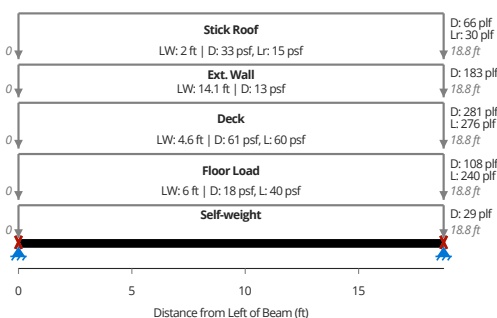 Stick Roof
LW: 2 ft | D: 33 psf, Lr: 15 psf
D: 66 plf
Lr: 30 plf
0
18.8 ft
Ext. Wall
LW: 14.1 ft | D: 13 psf
D: 183 plf
0
18.8 ft
Deck
LW: 4.6 ft | D: 61 psf, L: 60 psf
D: 281 plf
L: 276 plf
0
18.8 ft
Floor Load
LW: 6 ft | D: 18 psf, L: 40 psf
D: 108 plf
L: 240 plf
0
18.8 ft
Self-weight
D: 29 plf
0
18.8 ft
0 5 10 15
Distance from Left of Beam (ft)